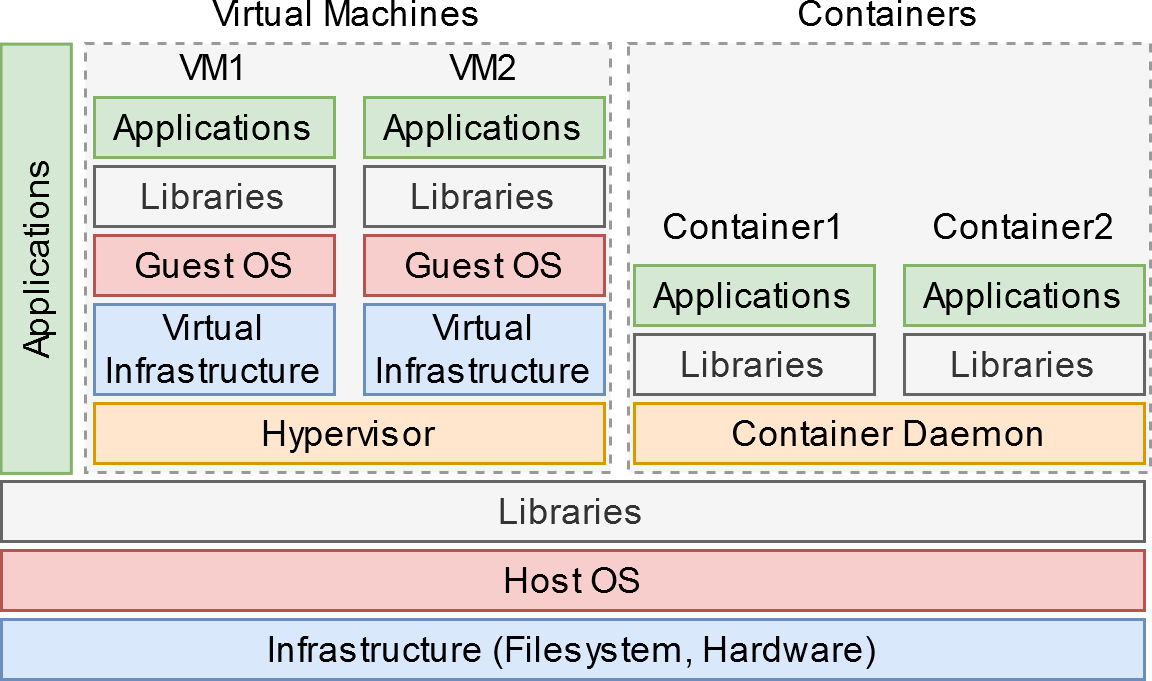 Virtual Machines
Containers
Applications
VM1
VM2
Applications
Applications
Libraries
Libraries
Guest OS
Guest OS
Virtual
Infrastructure
Virtual
Infrastructure
Hypervisor
Container1
Container2
Applications
Applications
Libraries
Libraries
Container Daemon
Libraries
Host OS
Infrastructure (Filesystem, Hardware)